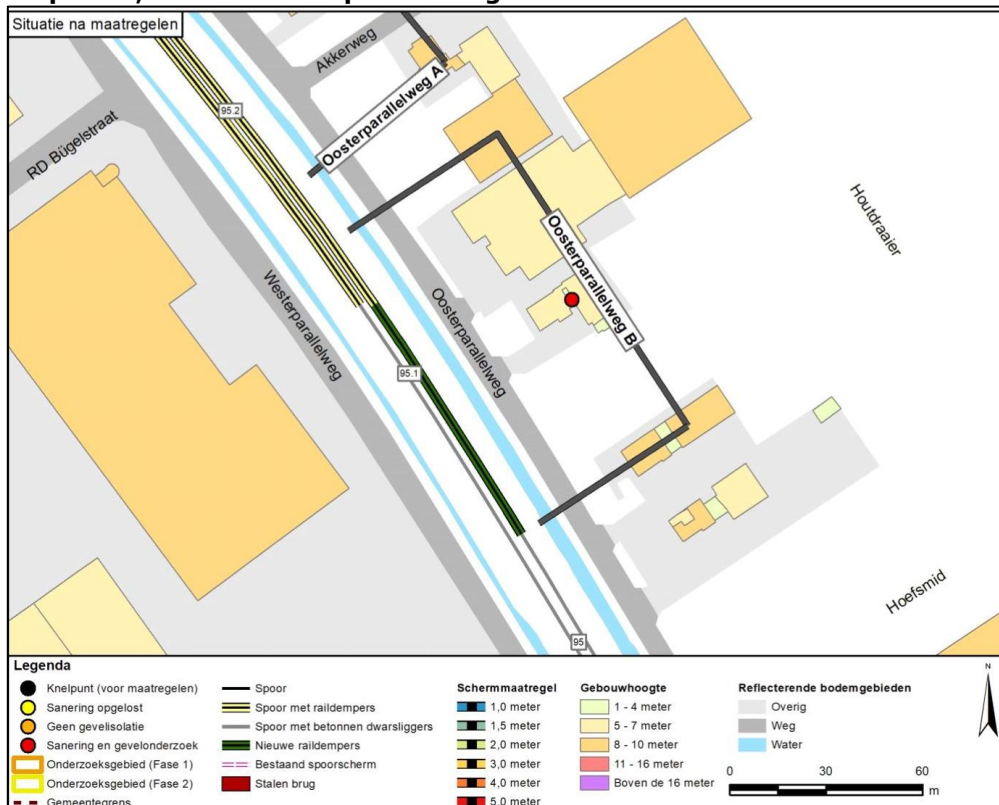 Situatie na maatregelen
Akkerweg
95.2
Oosterparallelweg A
RD Bügelstraat
Houtdraaier
Oosterparallelweg B
Westerparallelweg
Oosterparallelweg
95.1
Hoefsmid
95
Legenda
Knelpunt (voor maatregelen)
Sanering opgelost
Geen gevelisolatie
Sanering en gevelonderzoek
Onderzoeksgebied (Fase 1)
Onderzoeksgebied (Fase 2)
Gemeentegrens
Spoor
Spoor met raildempers
Spoor met betonnen dwarsliggers
Nieuwe raildempers
Bestaand spoorscherm
Stalen brug
Schermmaatregel
1,0 meter
1,5 meter
2,0 meter
3,0 meter
4,0 meter
5,0 meter
Gebouwhoogte
1 - 4 meter
5 - 7 meter
8 - 10 meter
11 - 16 meter
Boven de 16 meter
Reflecterende bodemgebieden
Overig
Weg
Water
N
0 30 60
m